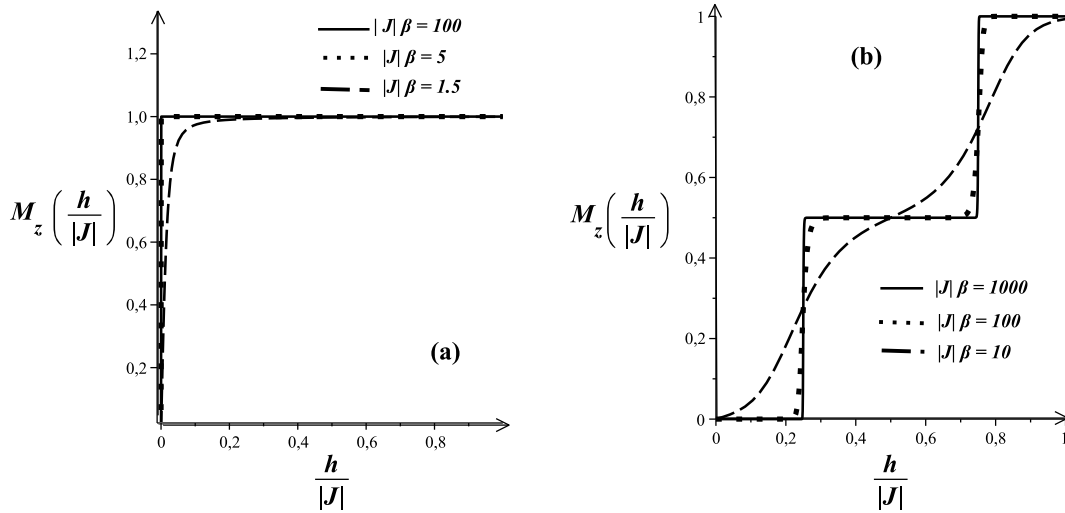 | J| β = 100
|J| β = 5
|J| β = 1.5
1,2
1,0
0,8
0,6
0,4
0,2
M_z (h/|J|)
(a)
0 0,2 0,4 0,6 0,8
h/|J|
(b)
1
0,8
0,6
0,4
0,2
0
M_z (h/|J|)
|J| β = 1000
|J| β = 100
|J| β = 10
0 0,2 0,4 0,6 0,8 1
h/|J|